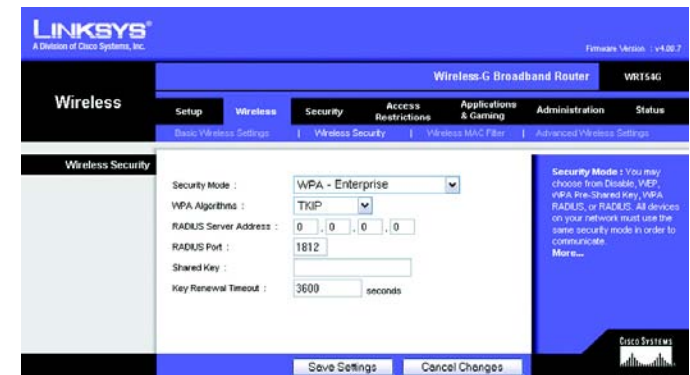 LINKSYS®
A Division of Cisco Systems, Inc.
Firmware Version : v4.00.7
Wireless-G Broadband Router WRT54G
Wireless
Setup Wireless Security Access Restrictions Applications & Gaming Administration Status
Basic Wireless Settings | Wireless Security | Wireless MAC Filter | Advanced Wireless Settings
Wireless Security
Security Mode : WPA - Enterprise
WPA Algorithms : TKIP
RADIUS Server Address : 0 . 0 . 0 . 0
RADIUS Port : 1812
Shared Key :
Key Renewal Timeout : 3600 seconds
Security Mode : You may
choose from Disable, WEP,
WPA Pre-Shared Key, WPA
RADIUS, or RADIUS. All devices
on your network must use the
same security mode in order to
communicate.
More...
Save Settings Cancel Changes
CISCO SYSTEMS